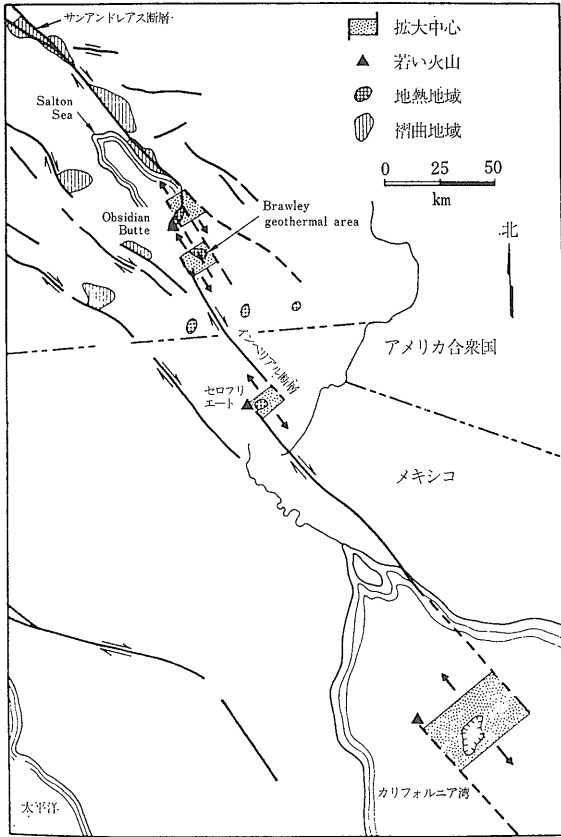 サンアンドレアス断層
Salton
Sea
拡大中心
若い火山
地熱地域
褶曲地域
0 25 50
km
Obsidian
Butte
Brawley
geothermal area
北
インペリアル断層
アメリカ合衆国
セロプリ
エート
メキシコ
カリフォルニア湾
太平洋